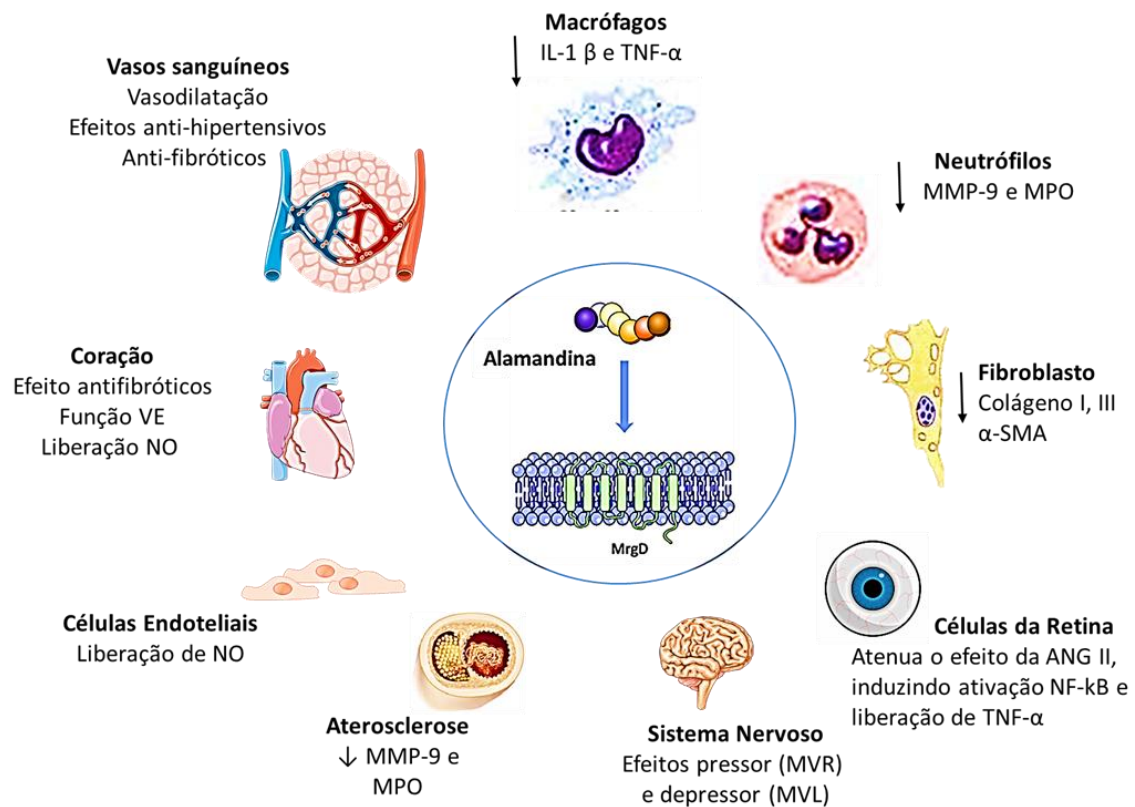 Macrófagos
↓ IL-1 β e TNF-α
Vasos sanguíneos
Vasodilatação
Efeitos anti-hipertensivos
Anti-fibróticos
Neutrófilos
↓ MMP-9 e MPO
Alamandina
MrgD
Coração
Efeito antifibróticos
Função VE
Liberação NO
Fibroblasto
↓ Colágeno I, III
α-SMA
Células Endoteliais
Liberação de NO
Aterosclerose
↓ MMP-9 e
MPO
Sistema Nervoso
Efeitos pressor (MVR)
e depressor (MVL)
Células da Retina
Atenua o efeito da ANG II,
induzindo ativação NF-kB e
liberação de TNF-α